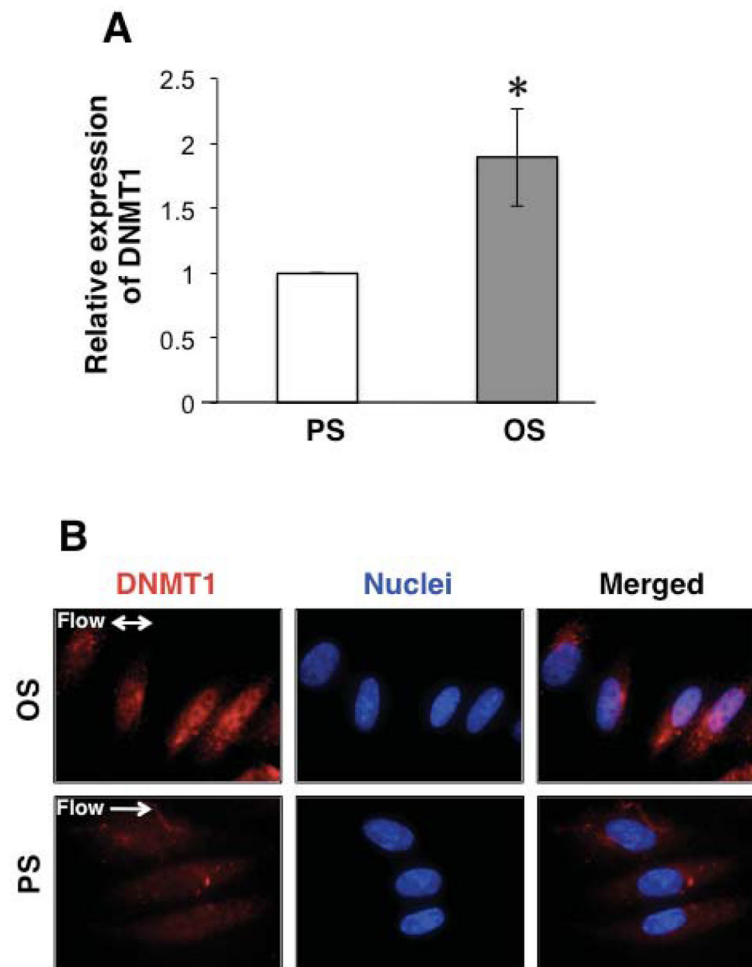 A
Relative expression
of DNMT1
2.5
2
1.5
1
0.5
0
*
PS
OS
B
DNMT1
Nuclei
Merged
OS
Flow
PS
Flow